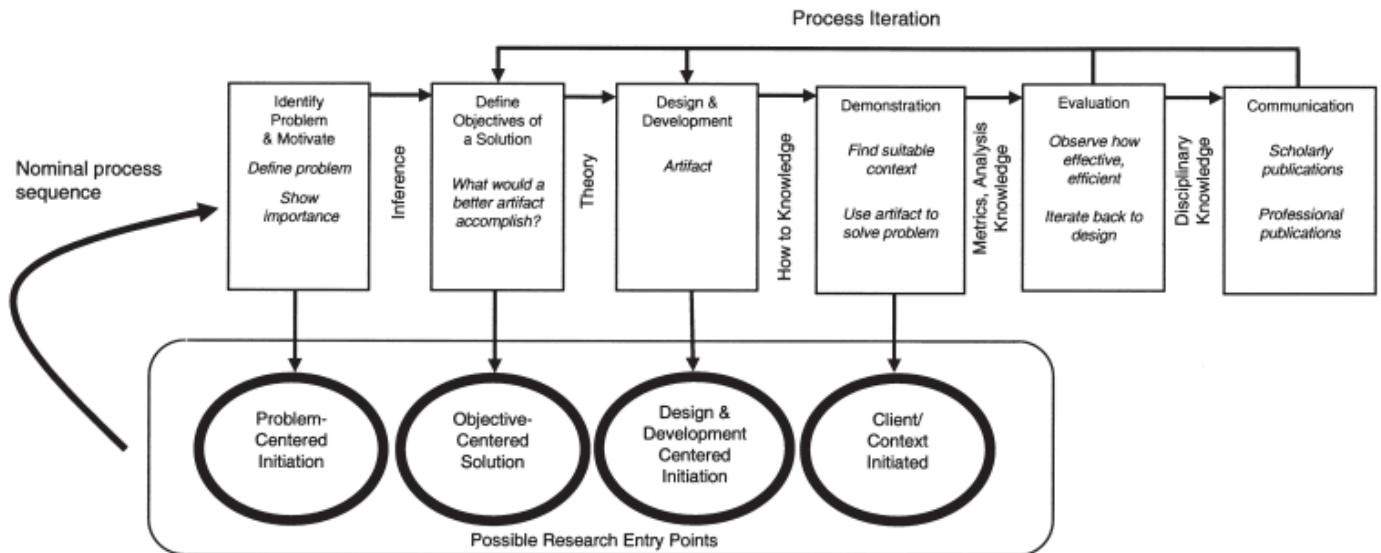 Process Iteration
Nominal process
sequence
Identify
Problem
& Motivate
Define problem
Show
importance
Inference
Define
Objectives of
a Solution
What would a
better artifact
accomplish?
Theory
Design &
Development
Artifact
How to Knowledge
Demonstration
Find suitable
context
Use artifact to
solve problem
Metrics, Analysis
Knowledge
Evaluation
Observe how
effective,
efficient
Iterate back to
design
Disciplinary
Knowledge
Communication
Scholarly
publications
Professional
publications
Problem-
Centered
Initiation
Objective-
Centered
Solution
Design &
Development
Centered
Initiation
Client/
Context
Initiated
Possible Research Entry Points